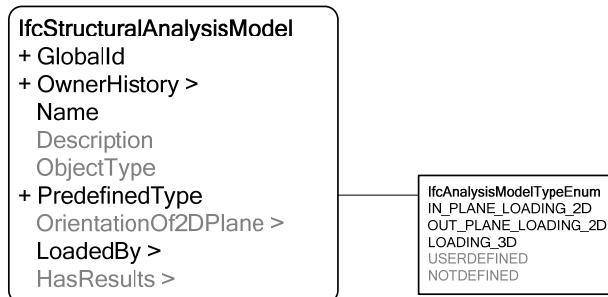 IfcStructuralAnalysisModel
+ GlobalId
+ OwnerHistory >
Name
Description
ObjectType
+ PredefinedType
OrientationOf2DPlane >
LoadedBy >
HasResults >
IfcAnalysisModelTypeEnum
IN_PLANE_LOADING_2D
OUT_PLANE_LOADING_2D
LOADING_3D
USERDEFINED
NOTDEFINED